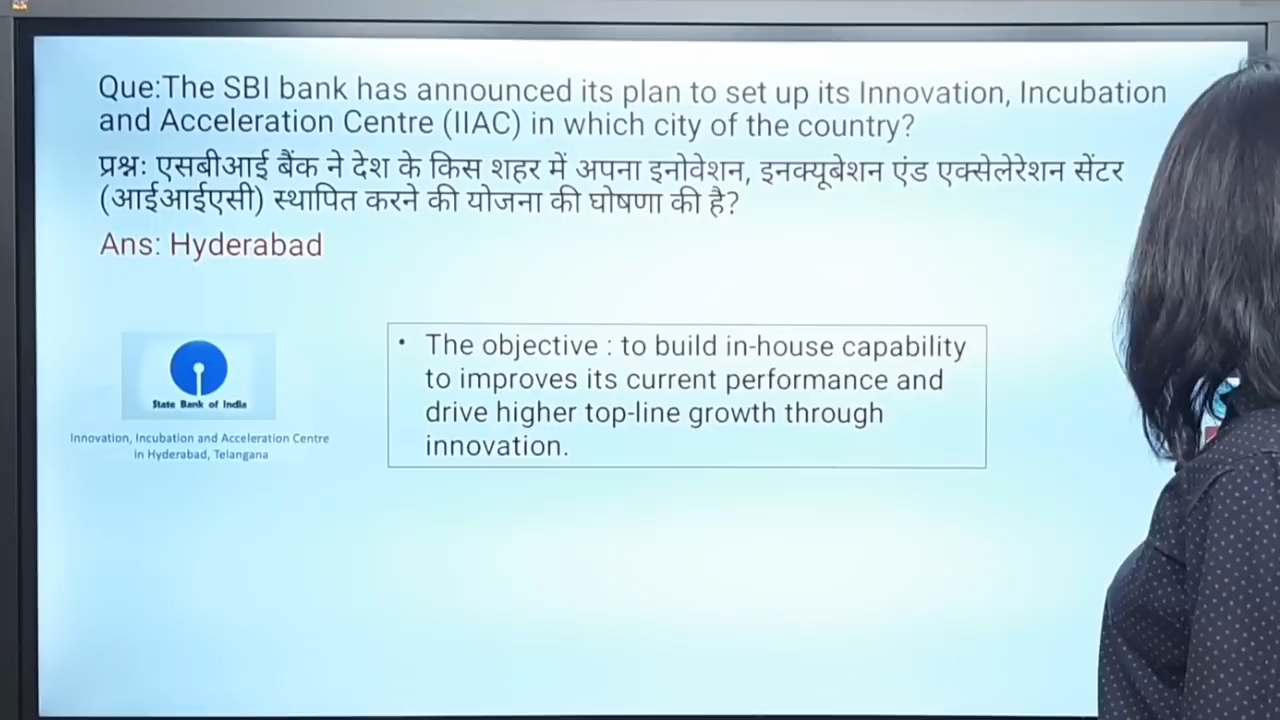 Que:The SBI bank has announced its plan to set up its Innovation, Incubation
and Acceleration Centre (IIAC) in which city of the country?
प्रश्न: एसबीआई बैंक ने देश के किस शहर में अपना इनोवेशन, इनक्यूबेशन एंड एक्सेलेरेशन सेंटर
(आईआईएसी) स्थापित करने की योजना की घोषणा की है?
Ans: Hyderabad
State Bank of India
Innovation, Incubation and Acceleration Centre
in Hyderabad, Telangana
• The objective : to build in-house capability
to improves its current performance and
drive higher top-line growth through
innovation.